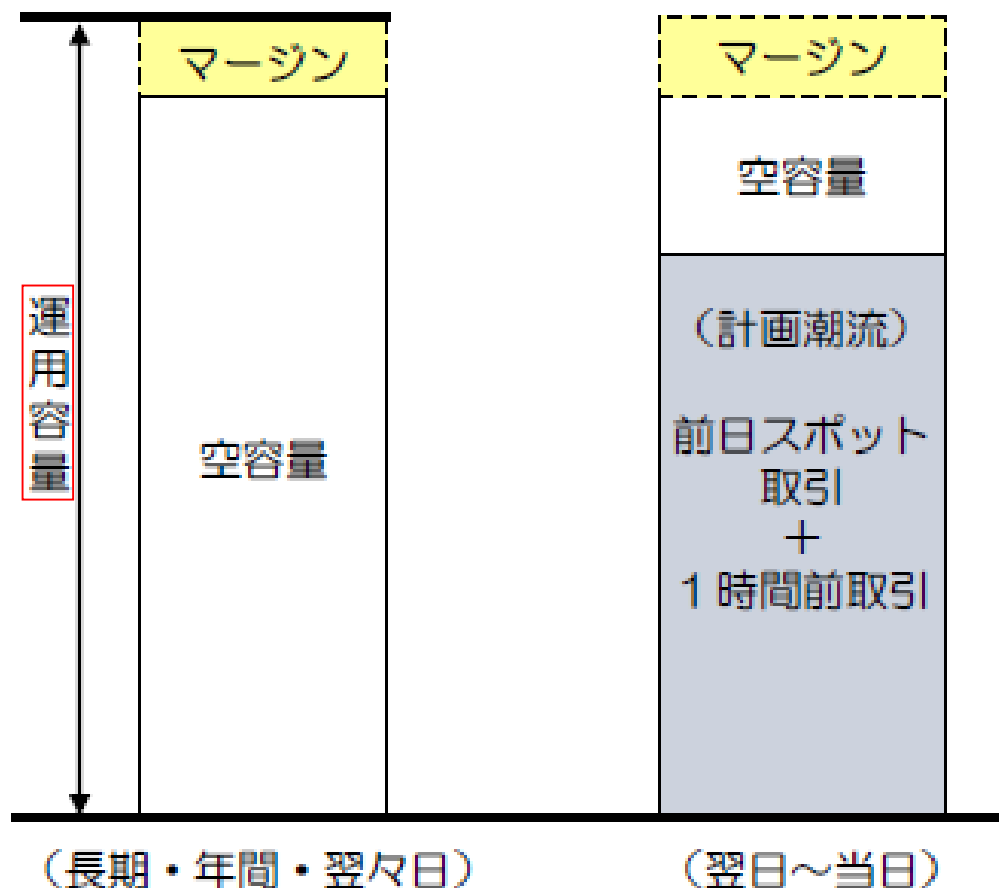 マージン
空容量
運用容量
（長期・年間・翌々日）
マージン
空容量
（計画潮流）
前日スポット
取引
＋
１時間前取引
（翌日～当日）